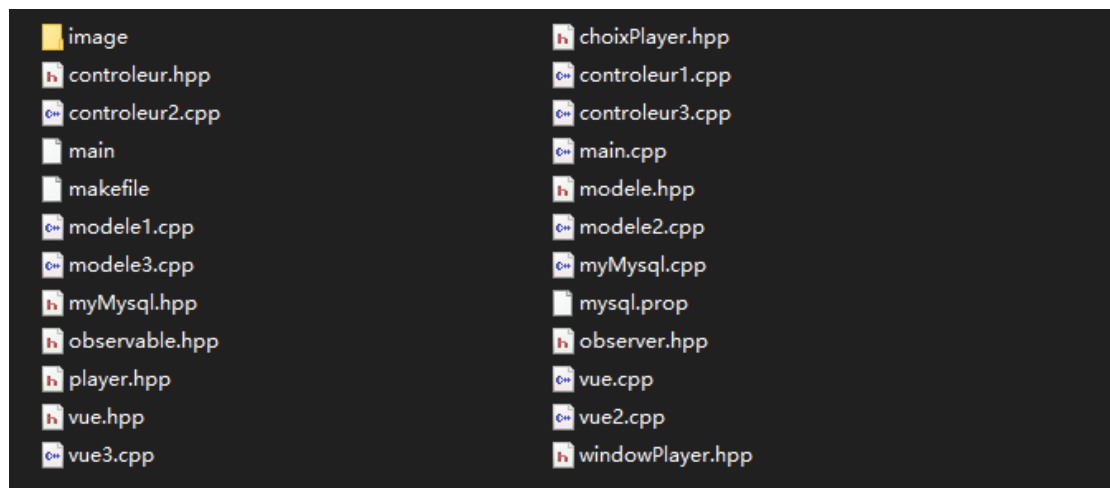 image
choixPlayer.hpp
controleur.hpp
controleur1.cpp
controleur2.cpp
controleur3.cpp
main
main.cpp
makefile
modele.hpp
modele1.cpp
modele2.cpp
modele3.cpp
myMysql.cpp
myMysql.hpp
mysql.prop
observable.hpp
observer.hpp
player.hpp
vue.cpp
vue.hpp
vue2.cpp
vue3.cpp
windowPlayer.hpp